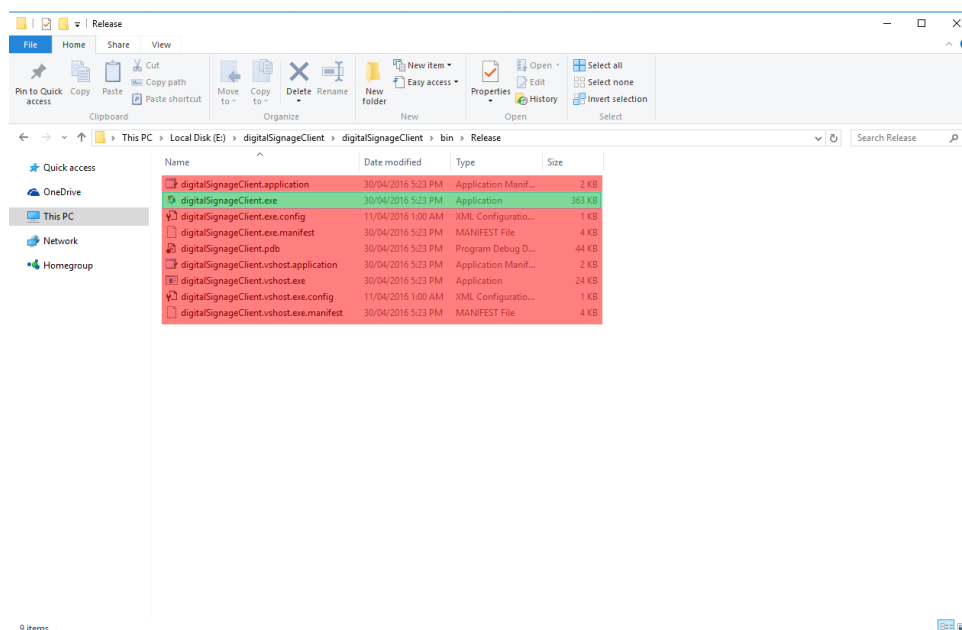 Release
File Home Share View
Pin to Quick access
Copy
Paste
Cut
Copy path
Paste shortcut
Clipboard
Move to
Copy to
Delete
Rename
Organize
New folder
New item
Easy access
New
Properties
Open
Edit
History
Open
Select all
Select none
Invert selection
Select
This PC > Local Disk (E:) > digitalSignageClient > digitalSignageClient > bin > Release
Search Release
Quick access
OneDrive
This PC
Network
Homegroup
Name Date modified Type Size
digitalSignageClient.application 30/04/2016 5:23 PM Application Manif... 2 KB
digitalSignageClient.exe 30/04/2016 5:23 PM Application 363 KB
digitalSignageClient.exe.config 11/04/2016 1:00 AM XML Configuratio... 1 KB
digitalSignageClient.exe.manifest 30/04/2016 5:23 PM MANIFEST File 4 KB
digitalSignageClient.pdb 30/04/2016 5:23 PM Program Debug D... 44 KB
digitalSignageClient.vshost.application 30/04/2016 5:23 PM Application Manif... 2 KB
digitalSignageClient.vshost.exe 30/04/2016 5:23 PM Application 24 KB
digitalSignageClient.vshost.exe.config 11/04/2016 1:00 AM XML Configuratio... 1 KB
digitalSignageClient.vshost.exe.manifest 30/04/2016 5:23 PM MANIFEST File 4 KB
9 items